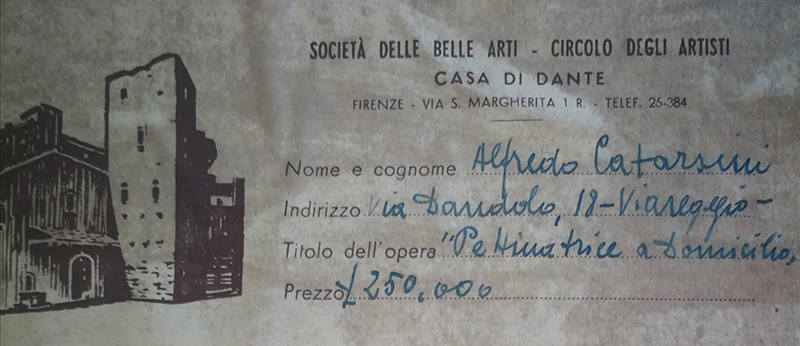 SOCIETÀ DELLE BELLE ARTI - CIRCOLO DEGLI ARTISTI
CASA DI DANTE
FIRENZE - VIA S. MARGHERITA 1 R. - TELEF. 25-384
Nome e cognome Alfredo Catarsini
Indirizzo Via Dandolo, 18-Viareggio-
Titolo dell'opera "Pettinatrice a Domicilio,
Prezzo £ 250,000